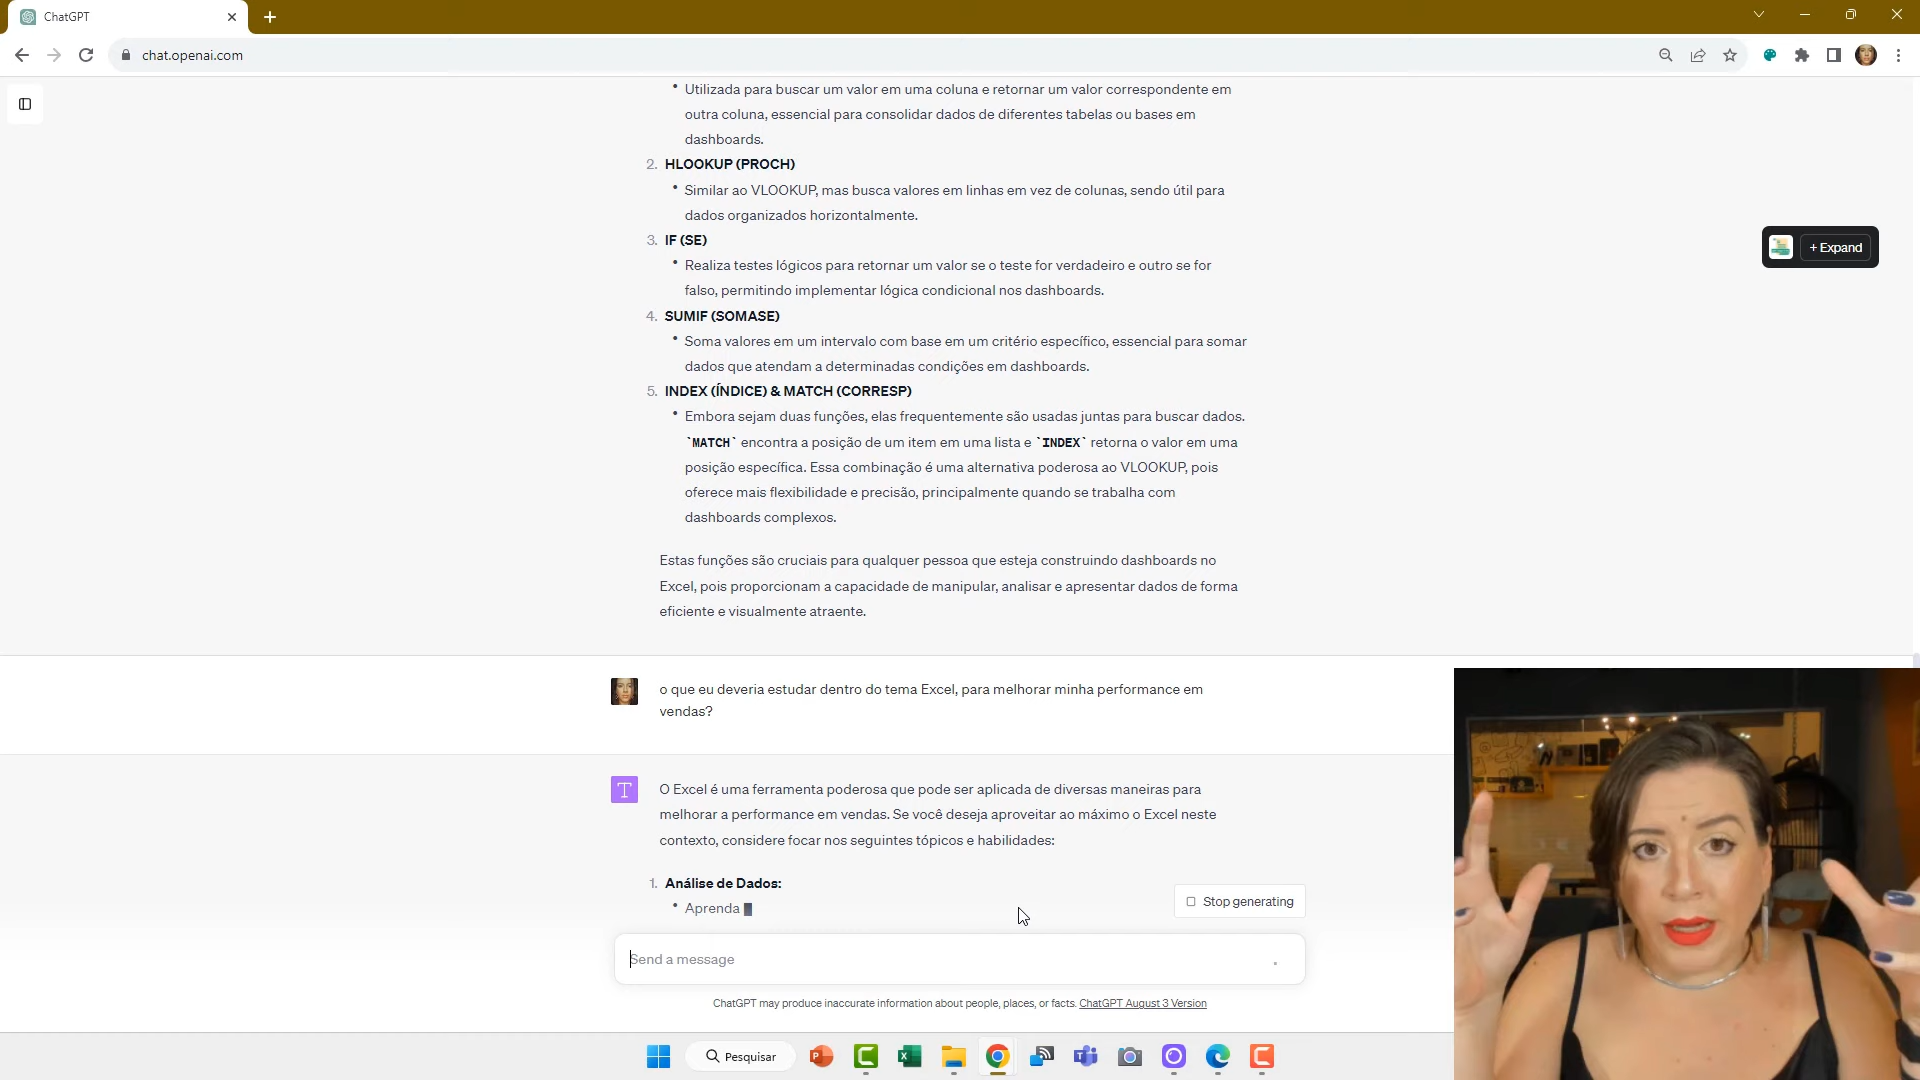 ChatGPT
chat.openai.com
Utilizada para buscar um valor em uma coluna e retornar um valor correspondente em
outra coluna, essencial para consolidar dados de diferentes tabelas ou bases em
dashboards.
2. HLOOKUP (PROCH)
• Similar ao VLOOKUP, mas busca valores em linhas em vez de colunas, sendo útil para
dados organizados horizontalmente.
3. IF (SE)
• Realiza testes lógicos para retornar um valor se o teste for verdadeiro e outro se for
falso, permitindo implementar lógica condicional nos dashboards.
+ Expand
4. SUMIF (SOMASE)
• Soma valores em um intervalo com base em um critério específico, essencial para somar
dados que atendam a determinadas condições em dashboards.
5. INDEX (ÍNDICE) & MATCH (CORRESP)
• Embora sejam duas funções, elas frequentemente são usadas juntas para buscar dados.
`MATCH` encontra a posição de um item em uma lista e `INDEX` retorna o valor em uma
posição específica. Essa combinação é uma alternativa poderosa ao VLOOKUP, pois
oferece mais flexibilidade e precisão, principalmente quando se trabalha com
dashboards complexos.
Estas funções são cruciais para qualquer pessoa que esteja construindo dashboards no
Excel, pois proporcionam a capacidade de manipular, analisar e apresentar dados de forma
eficiente e visualmente atraente.
o que eu deveria estudar dentro do tema Excel, para melhorar minha performance em
vendas?
T
O Excel é uma ferramenta poderosa que pode ser aplicada de diversas maneiras para
melhorar a performance em vendas. Se você deseja aproveitar ao máximo o Excel neste
contexto, considere focar nos seguintes tópicos e habilidades:
1. Análise de Dados:
• Aprenda
Stop generating
Send a message
ChatGPT may produce inaccurate information about people, places, or facts. ChatGPT August 3 Version
Pesquisar